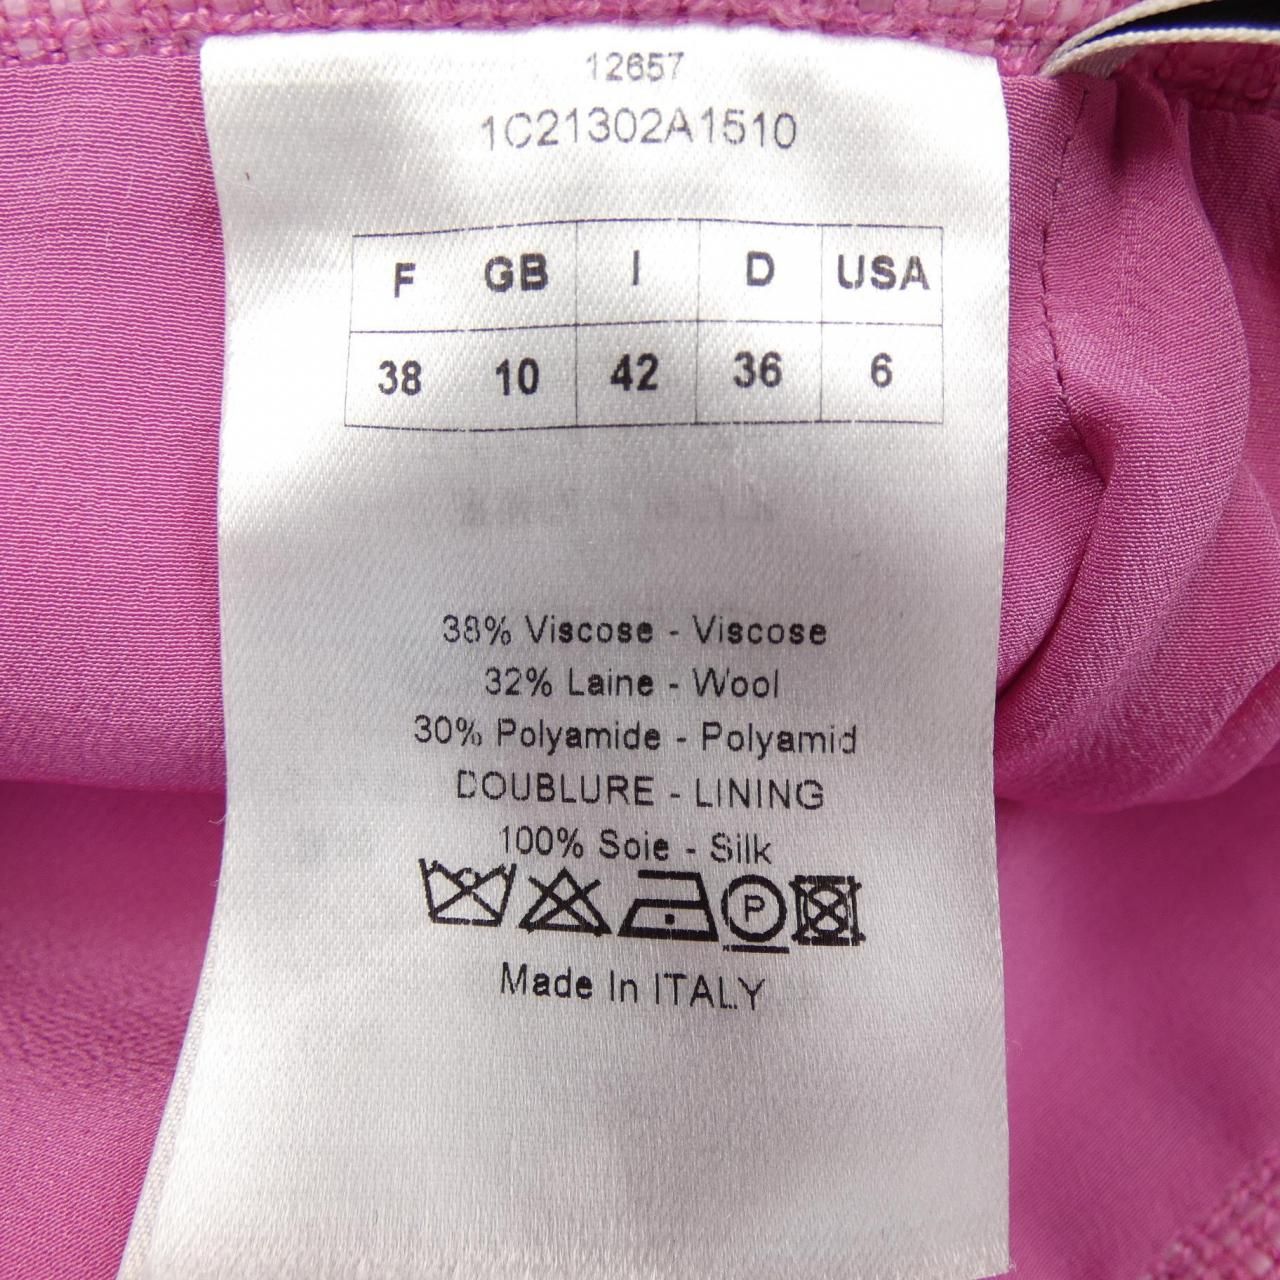 12657
1C21302A1510
F GB I D USA
38 10 42 36 6
38% Viscose - Viscose
32% Laine - Wool
30% Polyamide - Polyamid
DOUBLURE - LINING
100% Soie - Silk
P
Made In ITALY